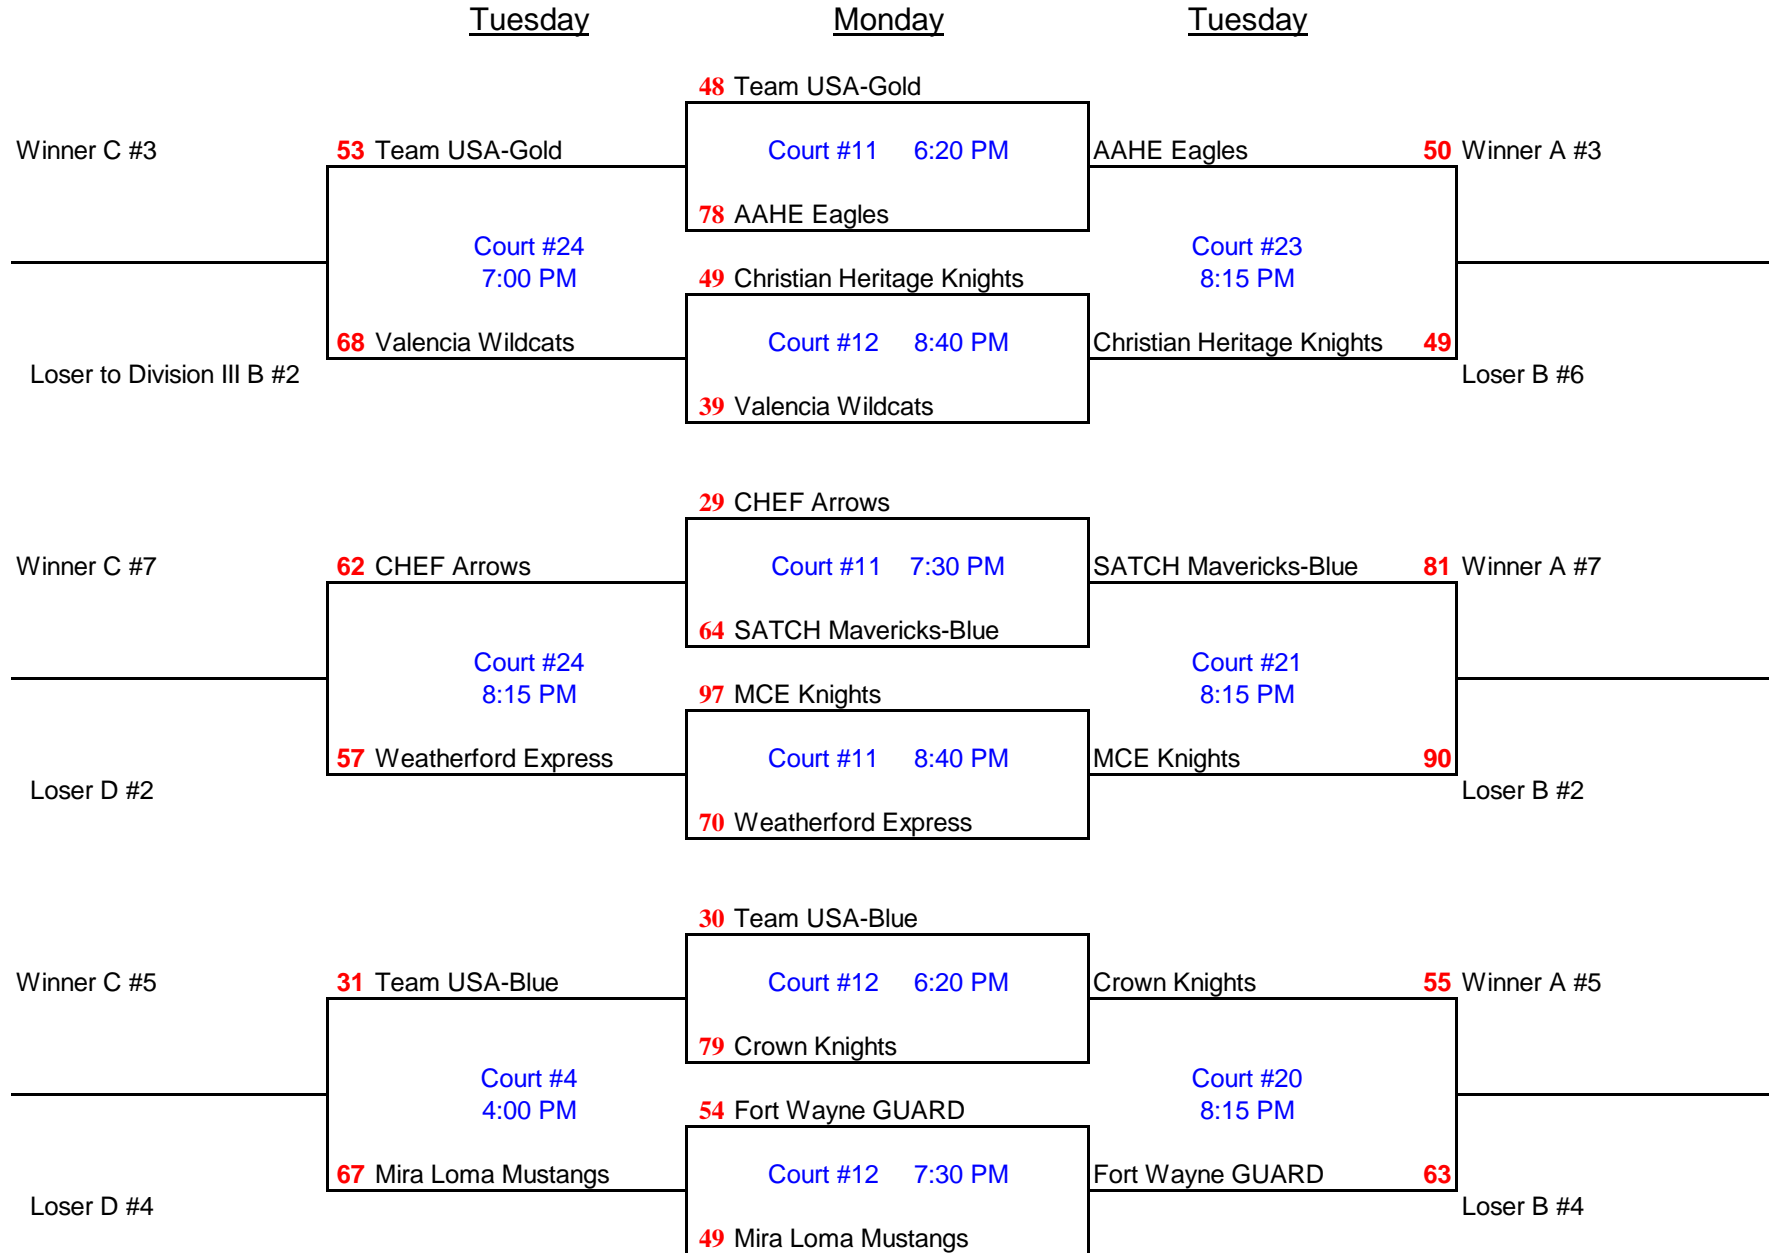 Tuesday Monday Tuesday
48 Team USA-Gold
Winner C #3 53 Team USA-Gold Court #11 6:20 PM AAHE Eagles 50 Winner A #3
78 AAHE Eagles
Court #24 Court #23
7:00 PM 49 Christian Heritage Knights 8:15 PM
68 Valencia Wildcats Court #12 8:40 PM Christian Heritage Knights 49
Loser to Division III B #2 Loser B #6
39 Valencia Wildcats
29 CHEF Arrows
Winner C #7 62 CHEF Arrows Court #11 7:30 PM SATCH Mavericks-Blue 81 Winner A #7
64 SATCH Mavericks-Blue
Court #24 Court #21
8:15 PM 97 MCE Knights 8:15 PM
57 Weatherford Express Court #11 8:40 PM MCE Knights 90
Loser D #2 Loser B #2
70 Weatherford Express
30 Team USA-Blue
Winner C #5 31 Team USA-Blue Court #12 6:20 PM Crown Knights 55 Winner A #5
79 Crown Knights
Court #4 Court #20
4:00 PM 54 Fort Wayne GUARD 8:15 PM
67 Mira Loma Mustangs Court #12 7:30 PM Fort Wayne GUARD 63
Loser D #4 Loser B #4
49 Mira Loma Mustangs